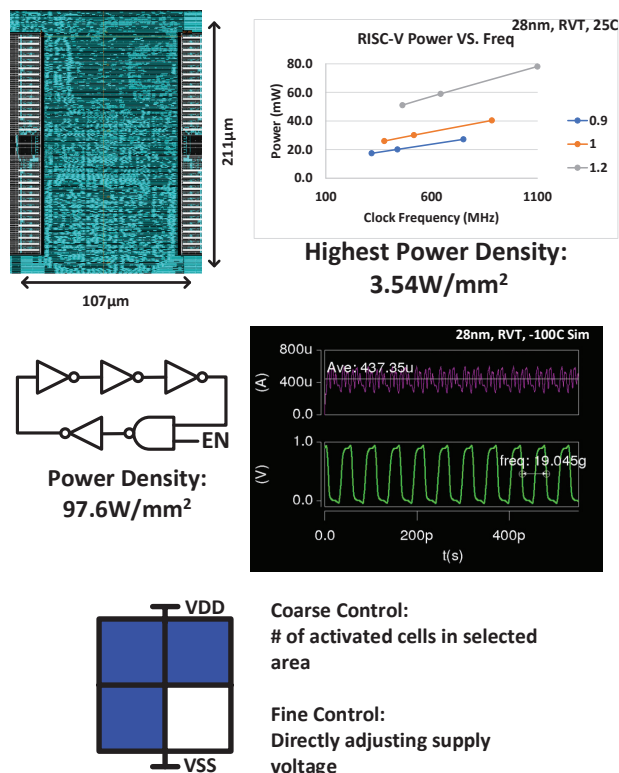 28nm, RVT, 25C
RISC-V Power VS. Freq
Power (mW)
80.0
60.0
40.0
20.0
0.0
100
600
1100
Clock Frequency (MHz)
0.9
1
1.2
211μm
107μm
Highest Power Density:
3.54W/mm²
EN
Power Density:
97.6W/mm²
28nm, RVT, -100C Sim
800u
(A)
400u
0.0
Ave: 437.35u
1.0
(V)
0.0
freq: 19.045g
0.0
200p
400p
t(s)
VDD
VSS
Coarse Control:
# of activated cells in selected
area
Fine Control:
Directly adjusting supply
voltage